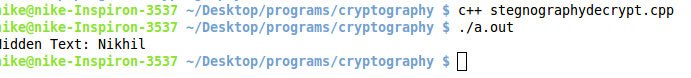 nike@nike-Inspiron-3537 ~/Desktop/programs/cryptography $ c++ stegnographydecrypt.cpp
nike@nike-Inspiron-3537 ~/Desktop/programs/cryptography $ ./a.out
Hidden Text: Nikhil
nike@nike-Inspiron-3537 ~/Desktop/programs/cryptography $